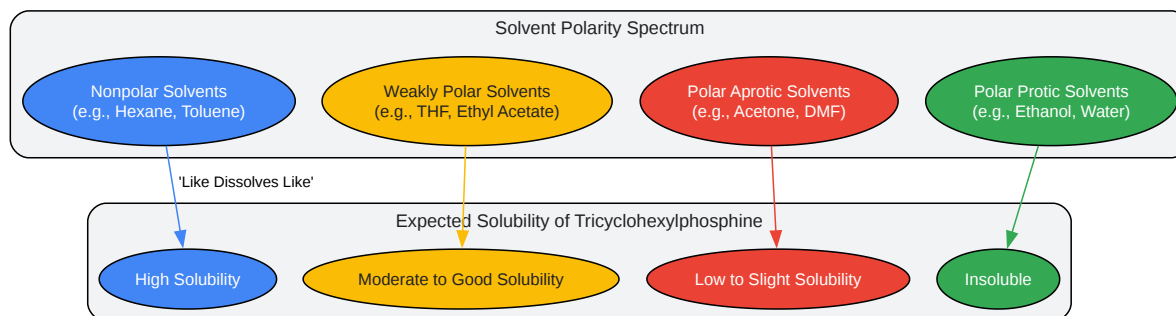 Solvent Polarity Spectrum
Nonpolar Solvents
(e.g., Hexane, Toluene)
Weakly Polar Solvents
(e.g., THF, Ethyl Acetate)
Polar Aprotic Solvents
(e.g., Acetone, DMF)
Polar Protic Solvents
(e.g., Ethanol, Water)
'Like Dissolves Like'
Expected Solubility of Tricyclohexylphosphine
High Solubility
Moderate to Good Solubility
Low to Slight Solubility
Insoluble